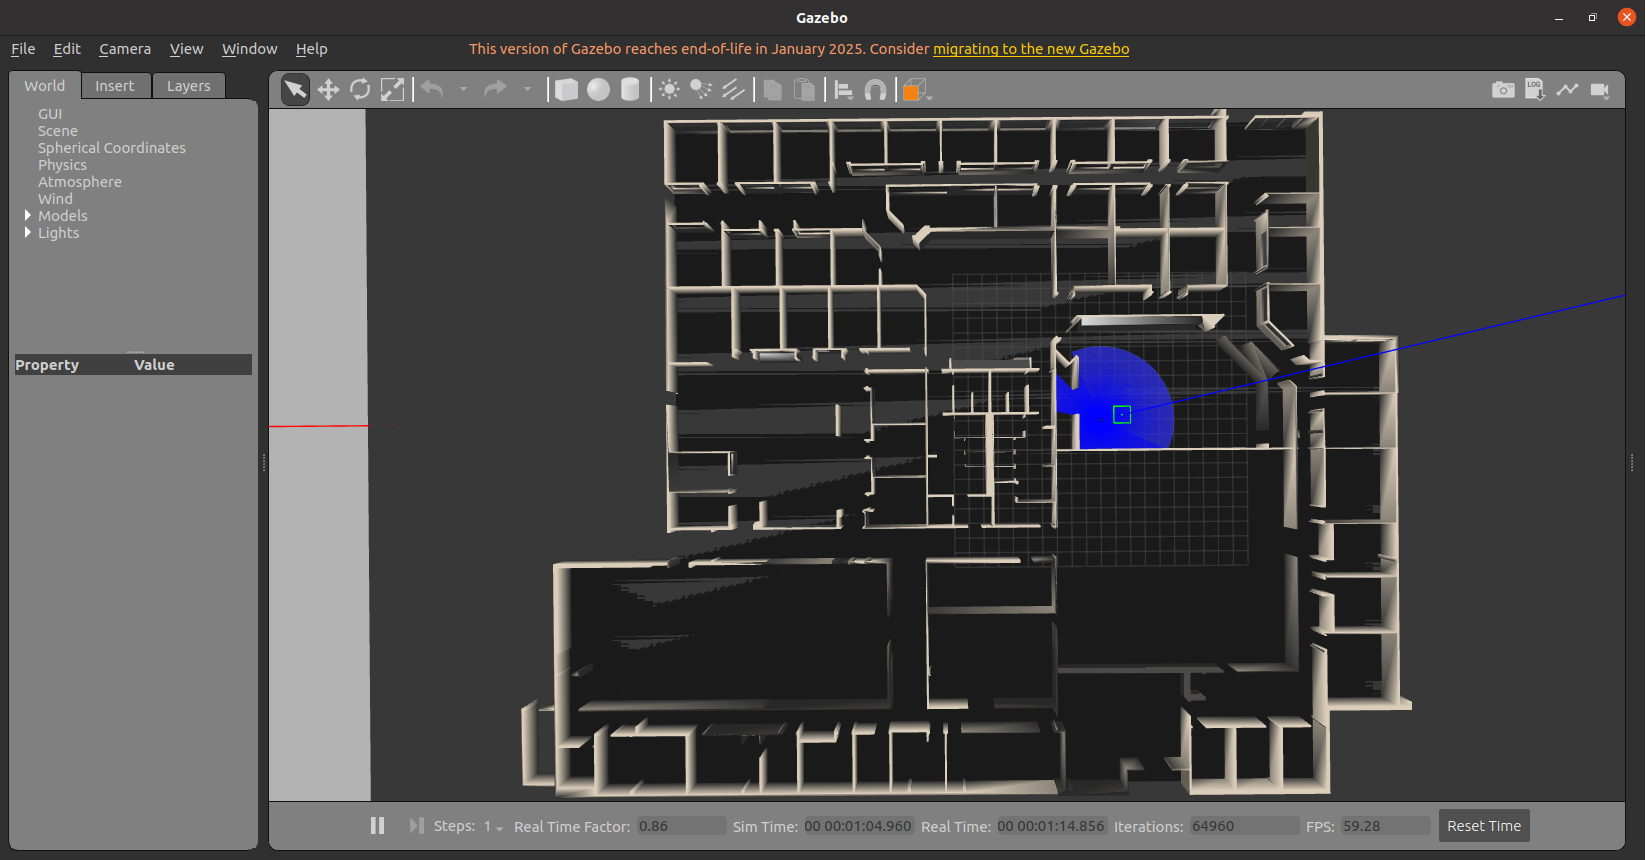 Gazebo
File Edit Camera View Window Help
This version of Gazebo reaches end-of-life in January 2025. Consider migrating to the new Gazebo
World Insert Layers
LOG
GUI
Scene
Spherical Coordinates
Physics
Atmosphere
Wind
Models
Lights
Property Value
Steps: 1 Real Time Factor: 0.86 Sim Time: 00 00:01:04.960 Real Time: 00 00:01:14.856 Iterations: 64960 FPS: 59.28 Reset Time